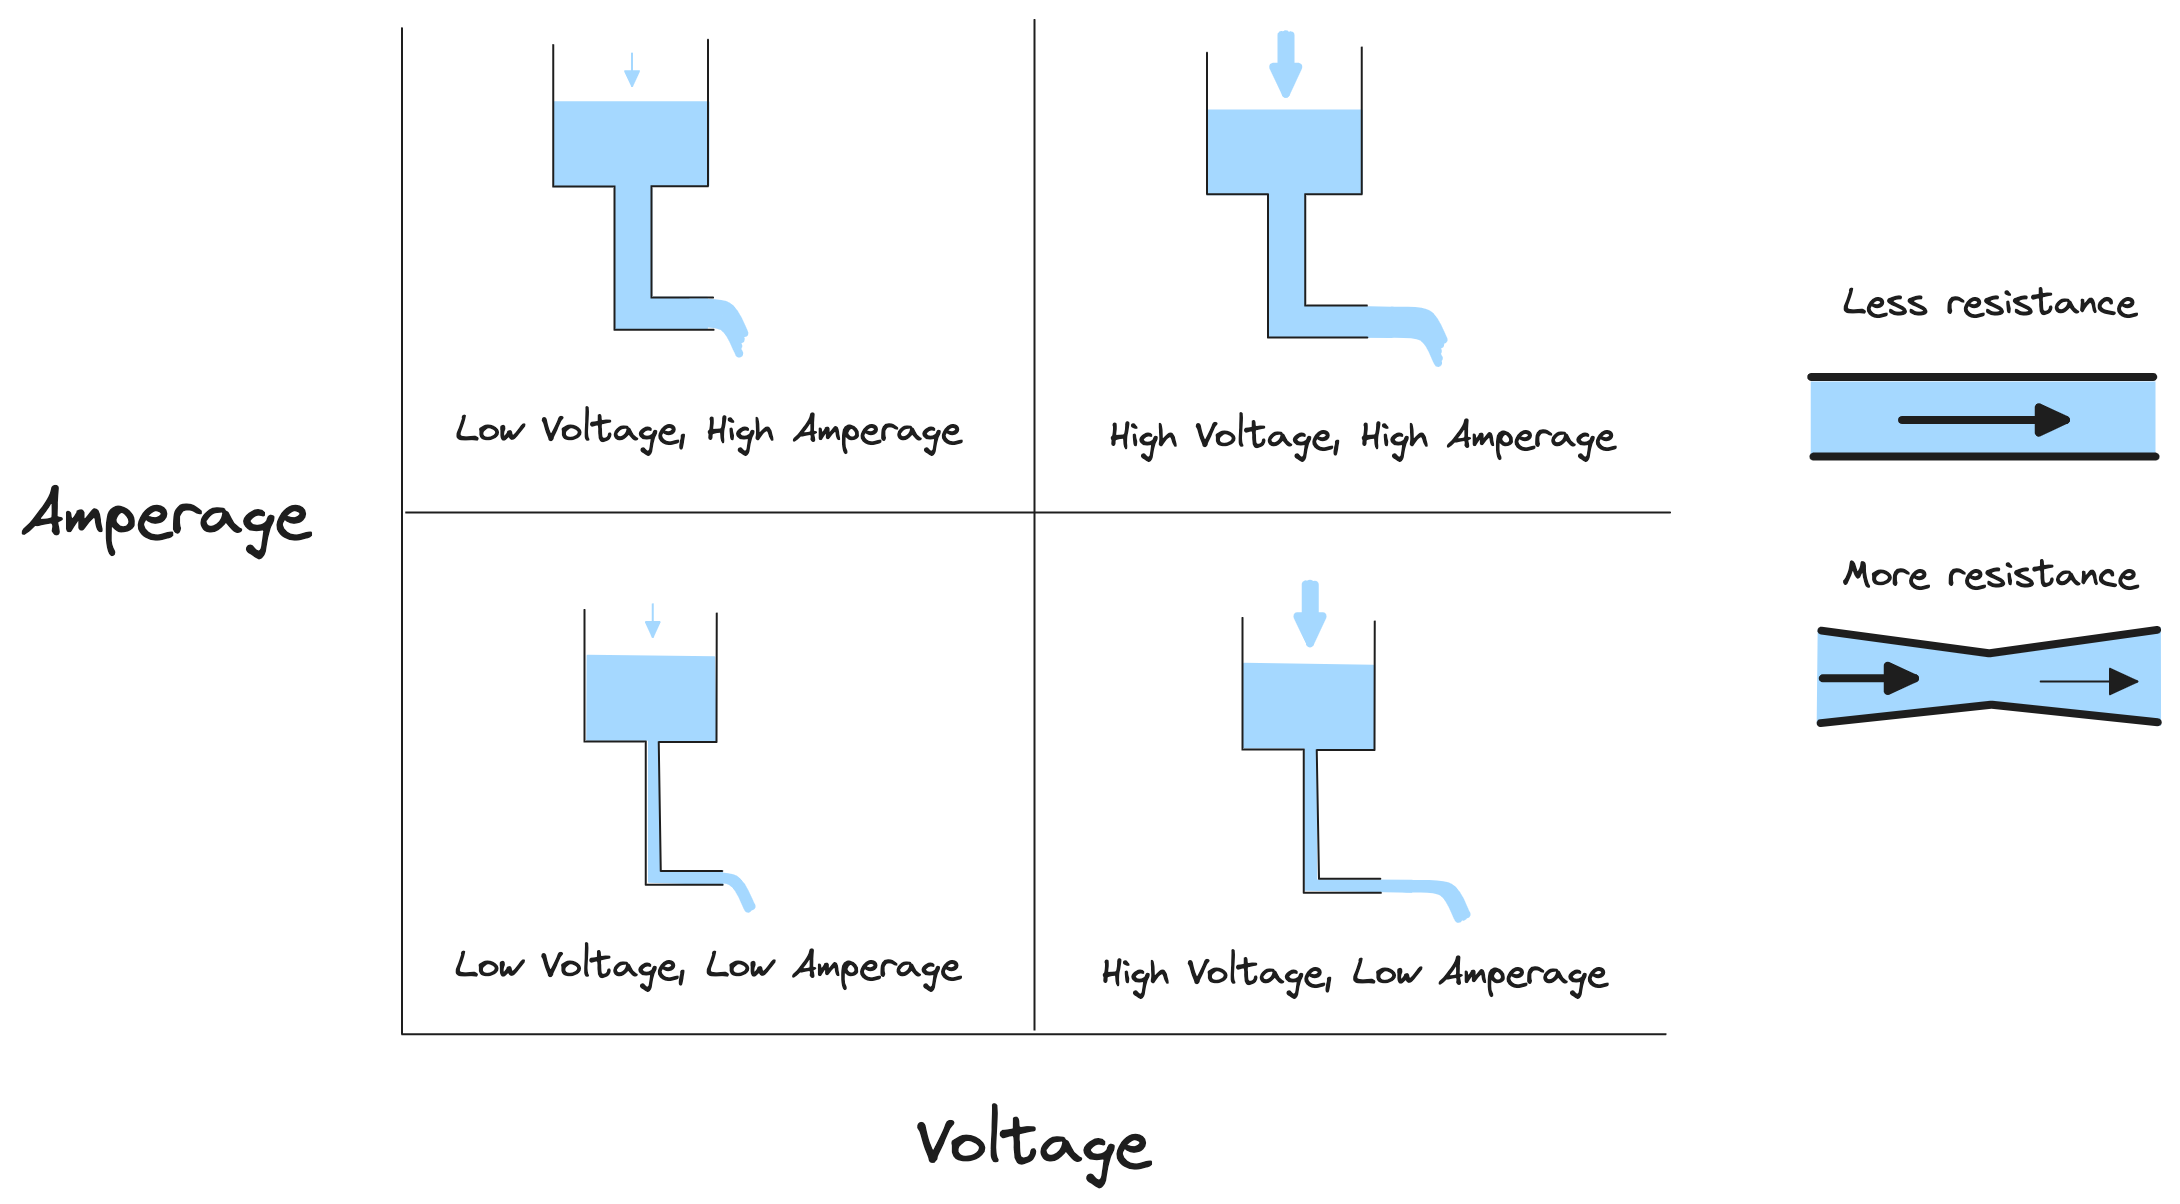 Low Voltage, High Amperage
High Voltage, High Amperage
Less resistance
Amperage
More resistance
Low Voltage, Low Amperage
High Voltage, Low Amperage
Voltage